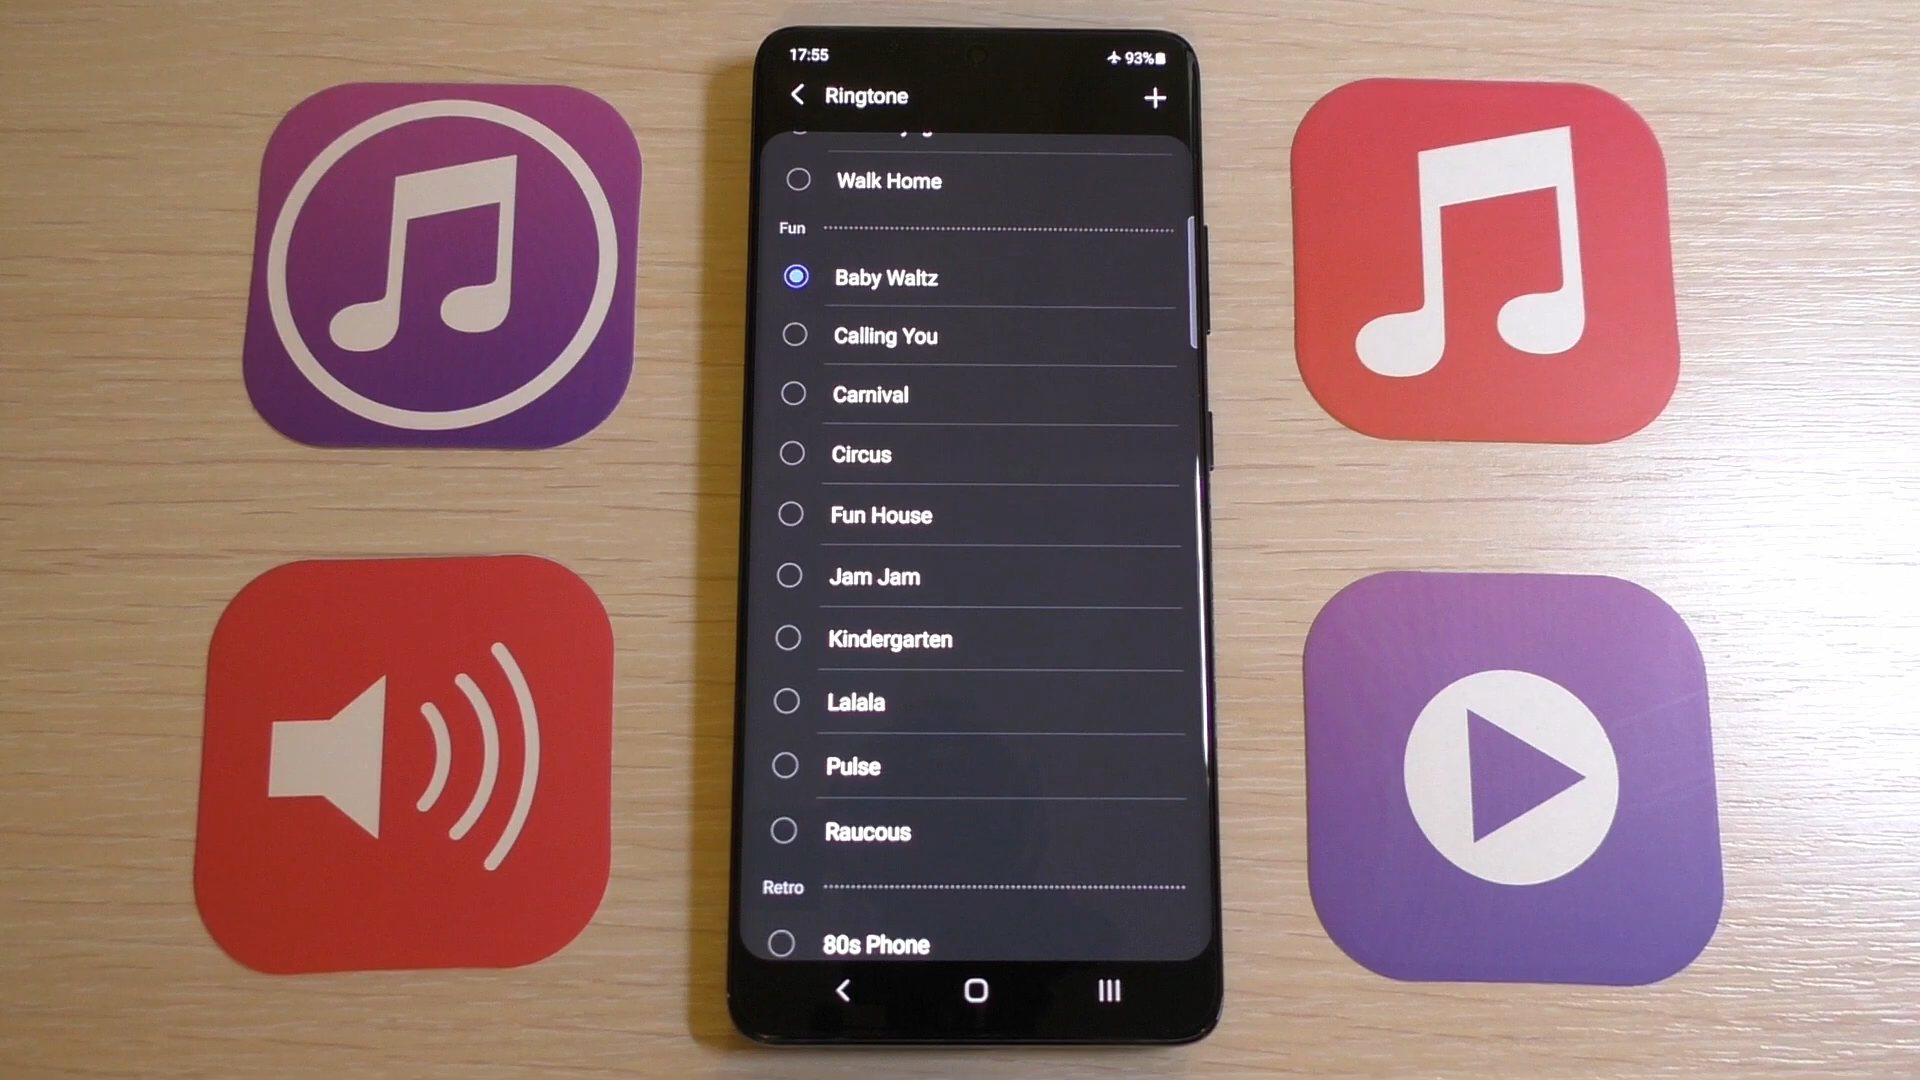 17:55
93%
Ringtone
Walk Home
Fun
Baby Waltz
Calling You
Carnival
Circus
Fun House
Jam Jam
Kindergarten
Lalala
Pulse
Raucous
Retro
80s Phone